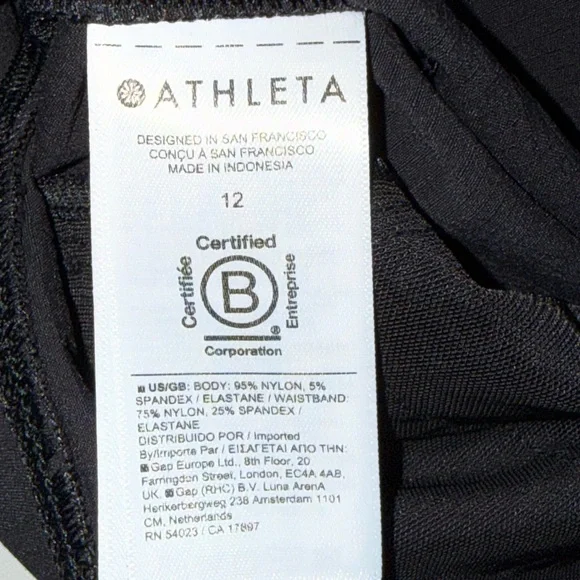 ATHLETA
DESIGNED IN SAN FRANCISCO
CONÇU À SAN FRANCISCO
MADE IN INDONESIA
12
Certified
Certifiée
B
Entreprise
®
Corporation
US/GB: BODY: 95% NYLON, 5%
SPANDEX / ELASTANE / WAISTBAND:
75% NYLON, 25% SPANDEX /
ELASTANE
DISTRIBUIDO POR / Imported
By/Importe Par / ΕΙΣΑΓΕΤΑΙ ΑΠΟ ΤΗΝ:
Gap Europe Ltd., 8th Floor, 20
Farringdon Street, London, EC4A 4AB,
UK. Gap (RHC) B.V. Luna ArenA
Herikerbergweg 238 Amsterdam 1101
CM, Netherlands
RN 54023 / CA 17897